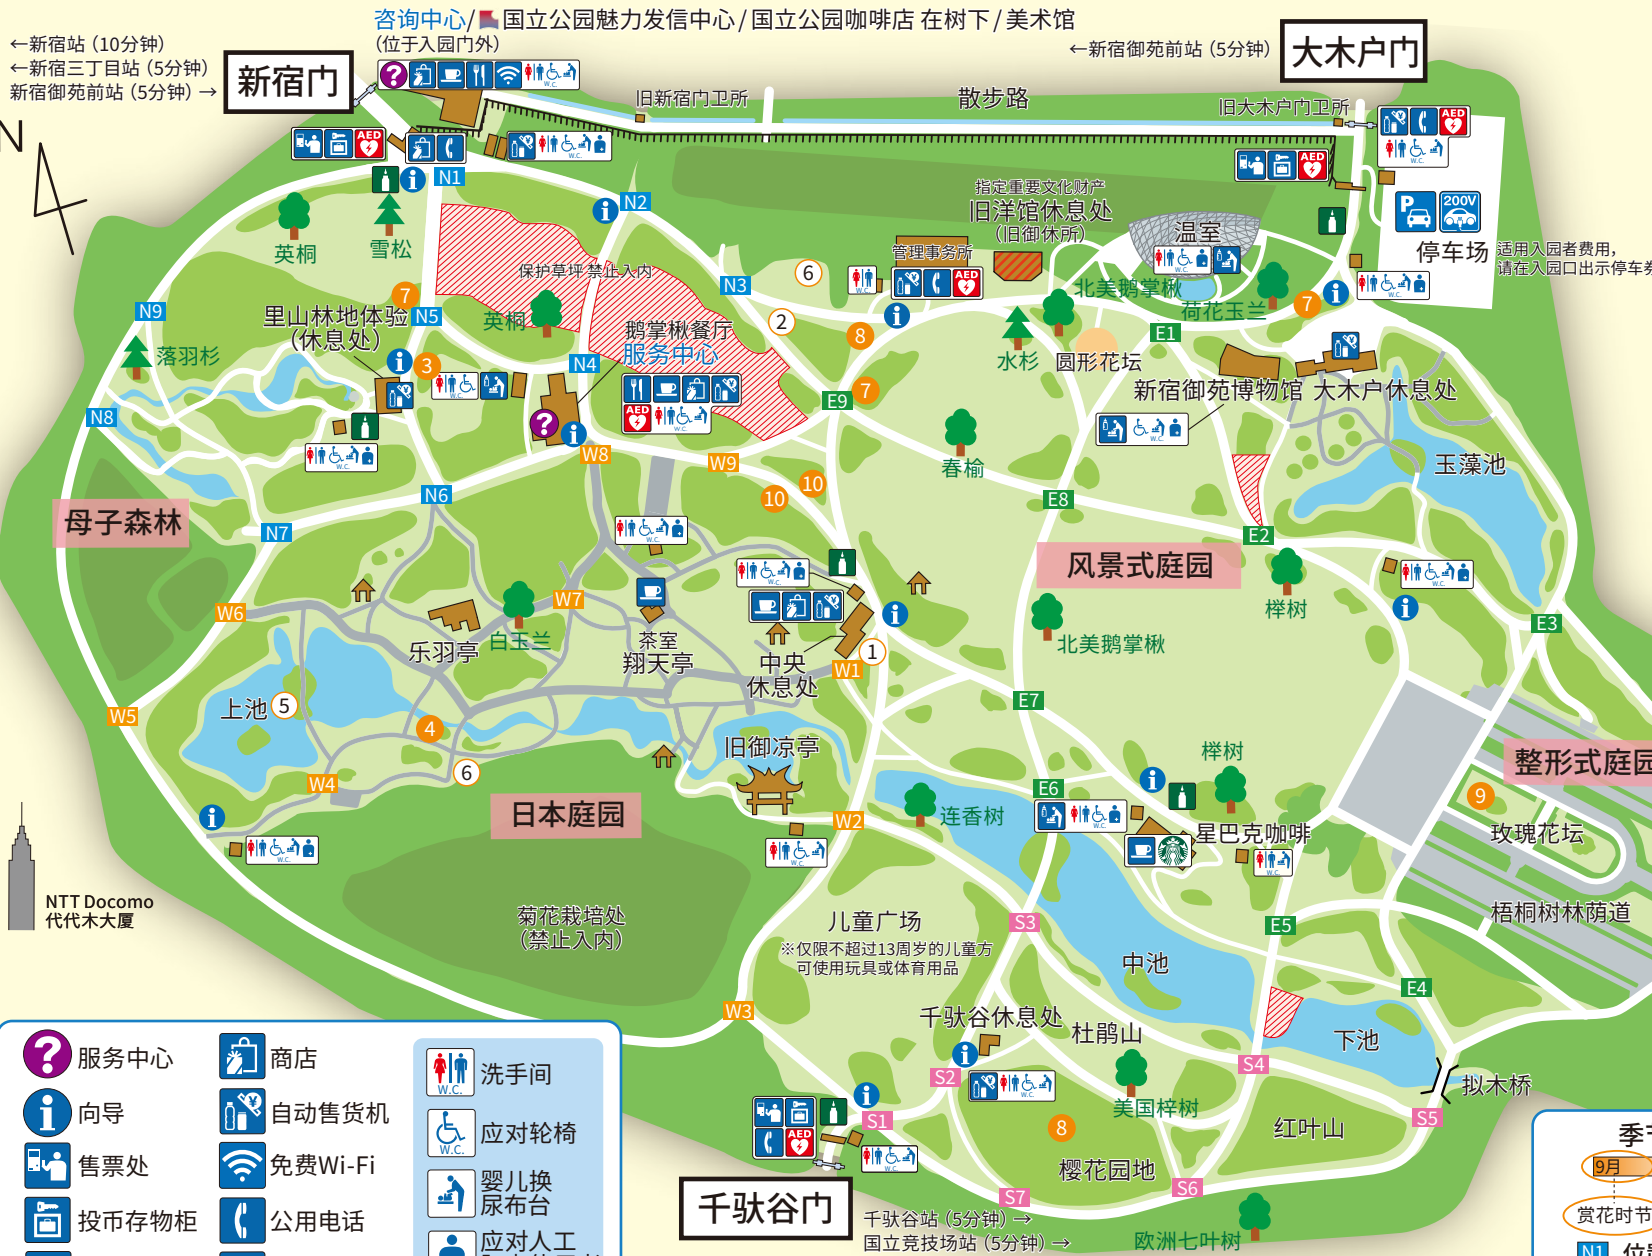 咨询中心/国立公园魅力发信中心/国立公园咖啡店 在树下/美术馆
(位于入园门外)
←新宿站（10分钟）
←新宿三丁目站（5分钟）
新宿御苑前站（5分钟）→
新宿门
←新宿御苑前站（5分钟）
大木户门
旧新宿门卫所
散步路
旧大木户门卫所
N
AED
W.C.
AED
W.C.
W.C.
AED
W.C.
N1
N2
P
200V
停车场
适用入园者费用，
请在入园口出示停车券
英桐
雪松
指定重要文化财产
旧洋馆休息处
（旧御休所）
温室
W.C.
管理事务所
AED
保护草坪 禁止入内
6
N3
7
北美鹅掌楸
荷花玉兰
7
W.C.
N9
里山林地体验
（休息处）
N5
英桐
2
8
鹅掌楸餐厅
服务中心
AED
W.C.
水杉
圆形花坛
E1
落羽杉
3
W.C.
N4
新宿御苑博物馆
大木户休息处
W.C.
7
E9
N8
W.C.
W8
W9
春榆
玉藻池
10
10
N6
E8
母子森林
N7
W.C.
E2
风景式庭园
W.C.
W.C.
W6
W7
榉树
E3
乐羽亭
白玉兰
茶室
翔天亭
中央
休息处
1
W1
北美鹅掌楸
上池
5
W5
4
E7
旧御凉亭
榉树
整形式庭园
6
W4
日本庭园
W2
连香树
E6
W.C.
9
玫瑰花坛
星巴克咖啡
W.C.
W.C.
W.C.
NTT Docomo
代代木大厦
菊花栽培处
（禁止入内）
儿童广场
※仅限不超过13周岁的儿童方
可使用玩具或体育用品
S3
E5
梧桐树林荫道
中池
E4
W3
千驮谷休息处
杜鹃山
下池
S2
W.C.
S4
拟木桥
美国梓树
S1
AED
W.C.
8
红叶山
S5
樱花园地
S6
S7
千驮谷门
千驮谷站（5分钟）→
国立竞技场站（5分钟）→
欧洲七叶树
服务中心
商店
W.C.
洗手间
向导
自动售货机
W.C.
应对轮椅
售票处
免费Wi-Fi
婴儿换
尿布台
投币存物柜
公用电话
应对人工
9月
赏花时节
N1